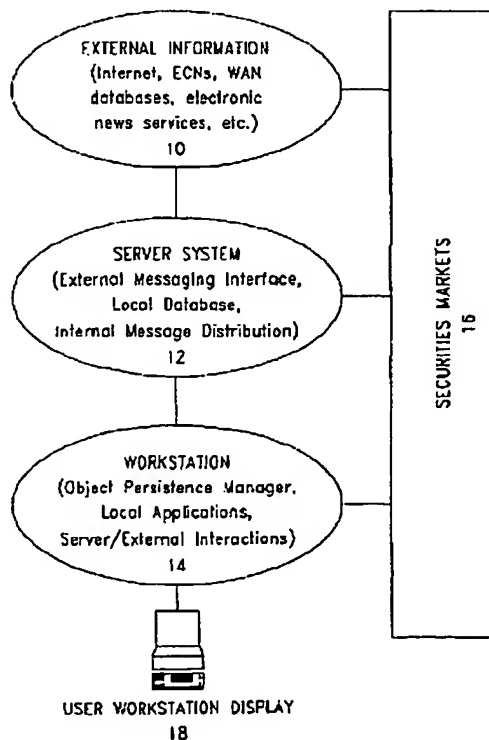 EXTERNAL INFORMATION
(Internet, ECNs, WAN
databases, electronic
news services, etc.)
10
SERVER SYSTEM
(External Messaging Interface,
Local Database,
Internal Message Distribution)
12
WORKSTATION
(Object Persistence Manager,
Local Applications,
Server/External Interactions)
14
USER WORKSTATION DISPLAY
18
SECURITIES MARKETS
16